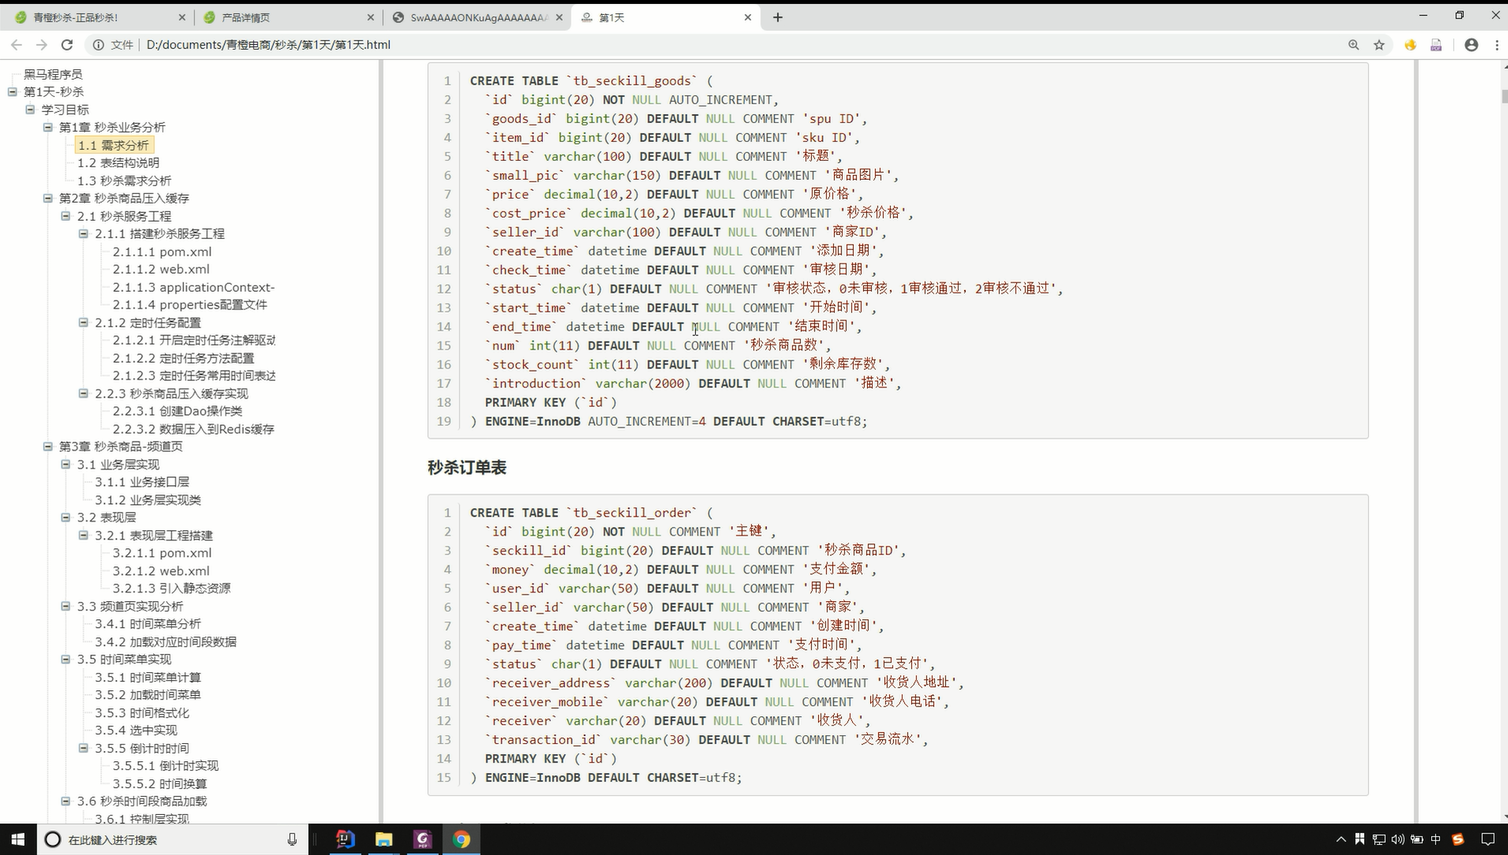 青橙秒杀-正品秒杀!
产品详情页
SwAAAAAONKuAgAAAAAAA
第1天
文件 D:/documents/青橙电商/秒杀/第1天/第1天.html
黑马程序员
第1天-秒杀
学习目标
第1章 秒杀业务分析
1.1 需求分析
1.2 表结构说明
1.3 秒杀需求分析
第2章 秒杀商品压入缓存
2.1 秒杀服务工程
2.1.1 搭建秒杀服务工程
2.1.1.1 pom.xml
2.1.1.2 web.xml
2.1.1.3 applicationContext-
2.1.1.4 properties配置文件
2.1.2 定时任务配置
2.1.2.1 开启定时任务注解驱动
2.1.2.2 定时任务方法配置
2.1.2.3 定时任务常用时间表达
2.2.3 秒杀商品压入缓存实现
2.2.3.1 创建Dao操作类
2.2.3.2 数据压入到Redis缓存
第3章 秒杀商品-频道页
3.1 业务层实现
3.1.1 业务接口层
3.1.2 业务层实现类
3.2 表现层
3.2.1 表现层工程搭建
3.2.1.1 pom.xml
3.2.1.2 web.xml
3.2.1.3 引入静态资源
3.3 频道页实现分析
3.4.1 时间菜单分析
3.4.2 加载对应时间段数据
3.5 时间菜单实现
3.5.1 时间菜单计算
3.5.2 加载时间菜单
3.5.3 时间格式化
3.5.4 选中实现
3.5.5 倒计时时间
3.5.5.1 倒计时实现
3.5.5.2 时间换算
3.6 秒杀时间段商品加载
3.6.1 控制层实现
1 CREATE TABLE `tb_seckill_goods` (
2 `id` bigint(20) NOT NULL AUTO_INCREMENT,
3 `goods_id` bigint(20) DEFAULT NULL COMMENT 'spu ID',
4 `item_id` bigint(20) DEFAULT NULL COMMENT 'sku ID',
5 `title` varchar(100) DEFAULT NULL COMMENT '标题',
6 `small_pic` varchar(150) DEFAULT NULL COMMENT '商品图片',
7 `price` decimal(10,2) DEFAULT NULL COMMENT '原价格',
8 `cost_price` decimal(10,2) DEFAULT NULL COMMENT '秒杀价格',
9 `seller_id` varchar(100) DEFAULT NULL COMMENT '商家ID',
10 `create_time` datetime DEFAULT NULL COMMENT '添加日期',
11 `check_time` datetime DEFAULT NULL COMMENT '审核日期',
12 `status` char(1) DEFAULT NULL COMMENT '审核状态，0未审核，1审核通过，2审核不通过',
13 `start_time` datetime DEFAULT NULL COMMENT '开始时间',
14 `end_time` datetime DEFAULT NULL COMMENT '结束时间',
15 `num` int(11) DEFAULT NULL COMMENT '秒杀商品数',
16 `stock_count` int(11) DEFAULT NULL COMMENT '剩余库存数',
17 `introduction` varchar(2000) DEFAULT NULL COMMENT '描述',
18 PRIMARY KEY (`id`)
19 ) ENGINE=InnoDB AUTO_INCREMENT=4 DEFAULT CHARSET=utf8;
秒杀订单表
1 CREATE TABLE `tb_seckill_order` (
2 `id` bigint(20) NOT NULL COMMENT '主键',
3 `seckill_id` bigint(20) DEFAULT NULL COMMENT '秒杀商品ID',
4 `money` decimal(10,2) DEFAULT NULL COMMENT '支付金额',
5 `user_id` varchar(50) DEFAULT NULL COMMENT '用户',
6 `seller_id` varchar(50) DEFAULT NULL COMMENT '商家',
7 `create_time` datetime DEFAULT NULL COMMENT '创建时间',
8 `pay_time` datetime DEFAULT NULL COMMENT '支付时间',
9 `status` char(1) DEFAULT NULL COMMENT '状态，0未支付，1已支付',
10 `receiver_address` varchar(200) DEFAULT NULL COMMENT '收货人地址',
11 `receiver_mobile` varchar(20) DEFAULT NULL COMMENT '收货人电话',
12 `receiver` varchar(20) DEFAULT NULL COMMENT '收货人',
13 `transaction_id` varchar(30) DEFAULT NULL COMMENT '交易流水',
14 PRIMARY KEY (`id`)
15 ) ENGINE=InnoDB DEFAULT CHARSET=utf8;
在此键入进行搜索
中